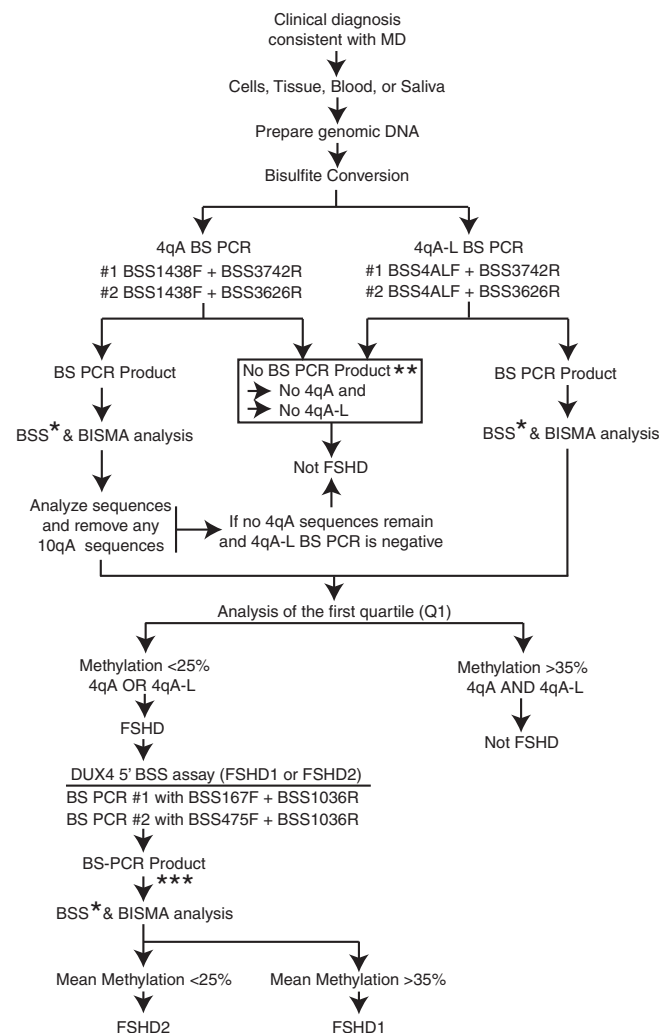 Clinical diagnosis
consistent with MD
Cells, Tissue, Blood, or Saliva
Prepare genomic DNA
Bisulfite Conversion
4qA BS PCR
#1 BSS1438F + BSS3742R
#2 BSS1438F + BSS3626R
4qA-L BS PCR
#1 BSS4ALF + BSS3742R
#2 BSS4ALF + BSS3626R
BS PCR Product
No BS PCR Product **
No 4qA and
No 4qA-L
BS PCR Product
BSS* & BISMA analysis
Not FSHD
BSS* & BISMA analysis
Analyze sequences
and remove any
10qA sequences
If no 4qA sequences remain
and 4qA-L BS PCR is negative
Analysis of the first quartile (Q1)
Methylation <25%
4qA OR 4qA-L
Methylation >35%
4qA AND 4qA-L
FSHD
Not FSHD
DUX4 5' BSS assay (FSHD1 or FSHD2)
BS PCR #1 with BSS167F + BSS1036R
BS PCR #2 with BSS475F + BSS1036R
BS-PCR Product
***
BSS* & BISMA analysis
Mean Methylation <25%
Mean Methylation >35%
FSHD2
FSHD1